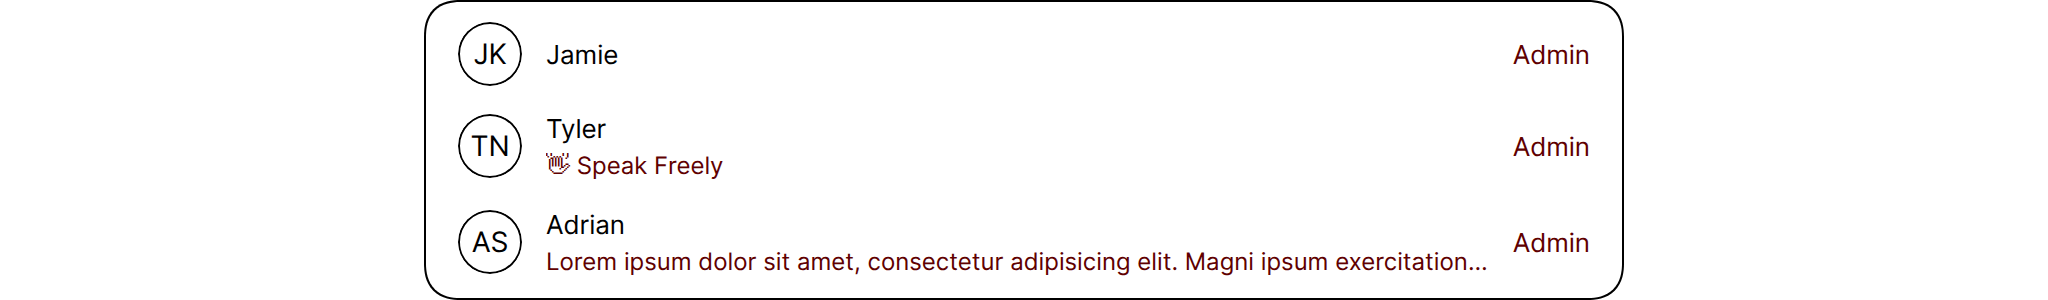 JK Jamie Admin
TN Tyler Admin
👋 Speak Freely
AS Adrian Admin
Lorem ipsum dolor sit amet, consectetur adipisicing elit. Magni ipsum exercitation...